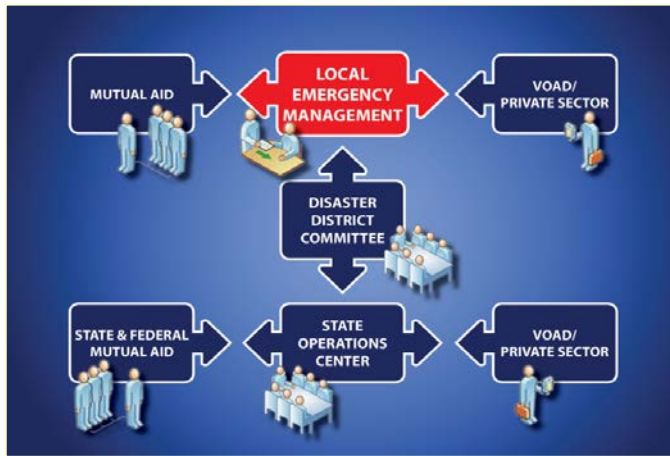 MUTUAL AID
LOCAL
EMERGENCY
MANAGEMENT
VOAD/
PRIVATE SECTOR
DISASTER
DISTRICT
COMMITTEE
STATE & FEDERAL
MUTUAL AID
STATE
OPERATIONS
CENTER
VOAD/
PRIVATE SECTOR